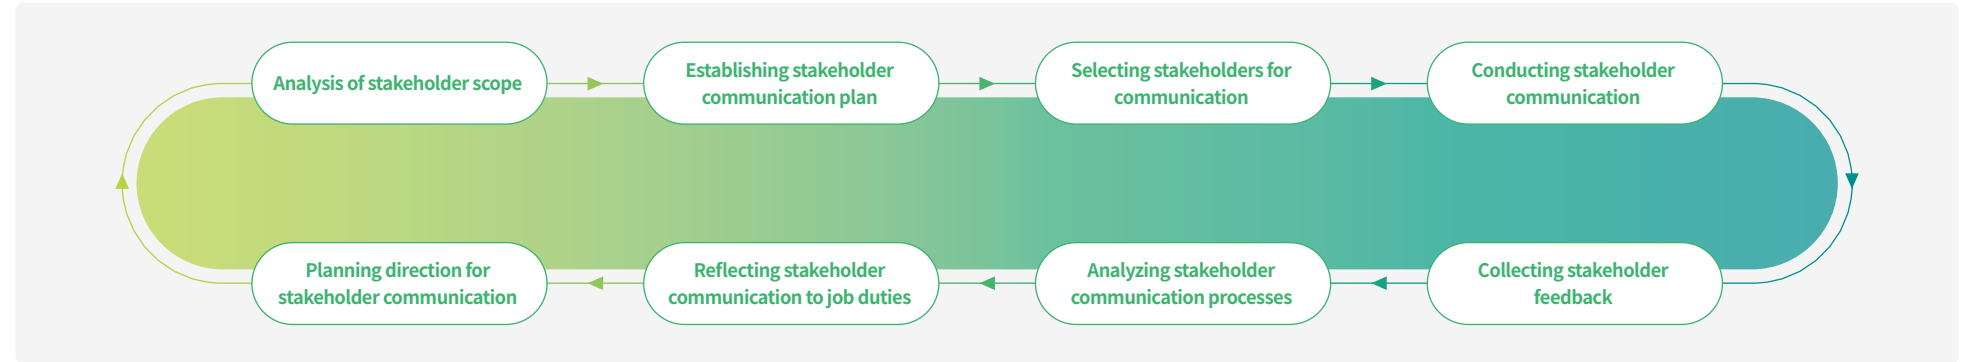 Analysis of stakeholder scope
Establishing stakeholder
communication plan
Selecting stakeholders for
communication
Conducting stakeholder
communication
Planning direction for
stakeholder communication
Reflecting stakeholder
communication to job duties
Analyzing stakeholder
communication processes
Collecting stakeholder
feedback